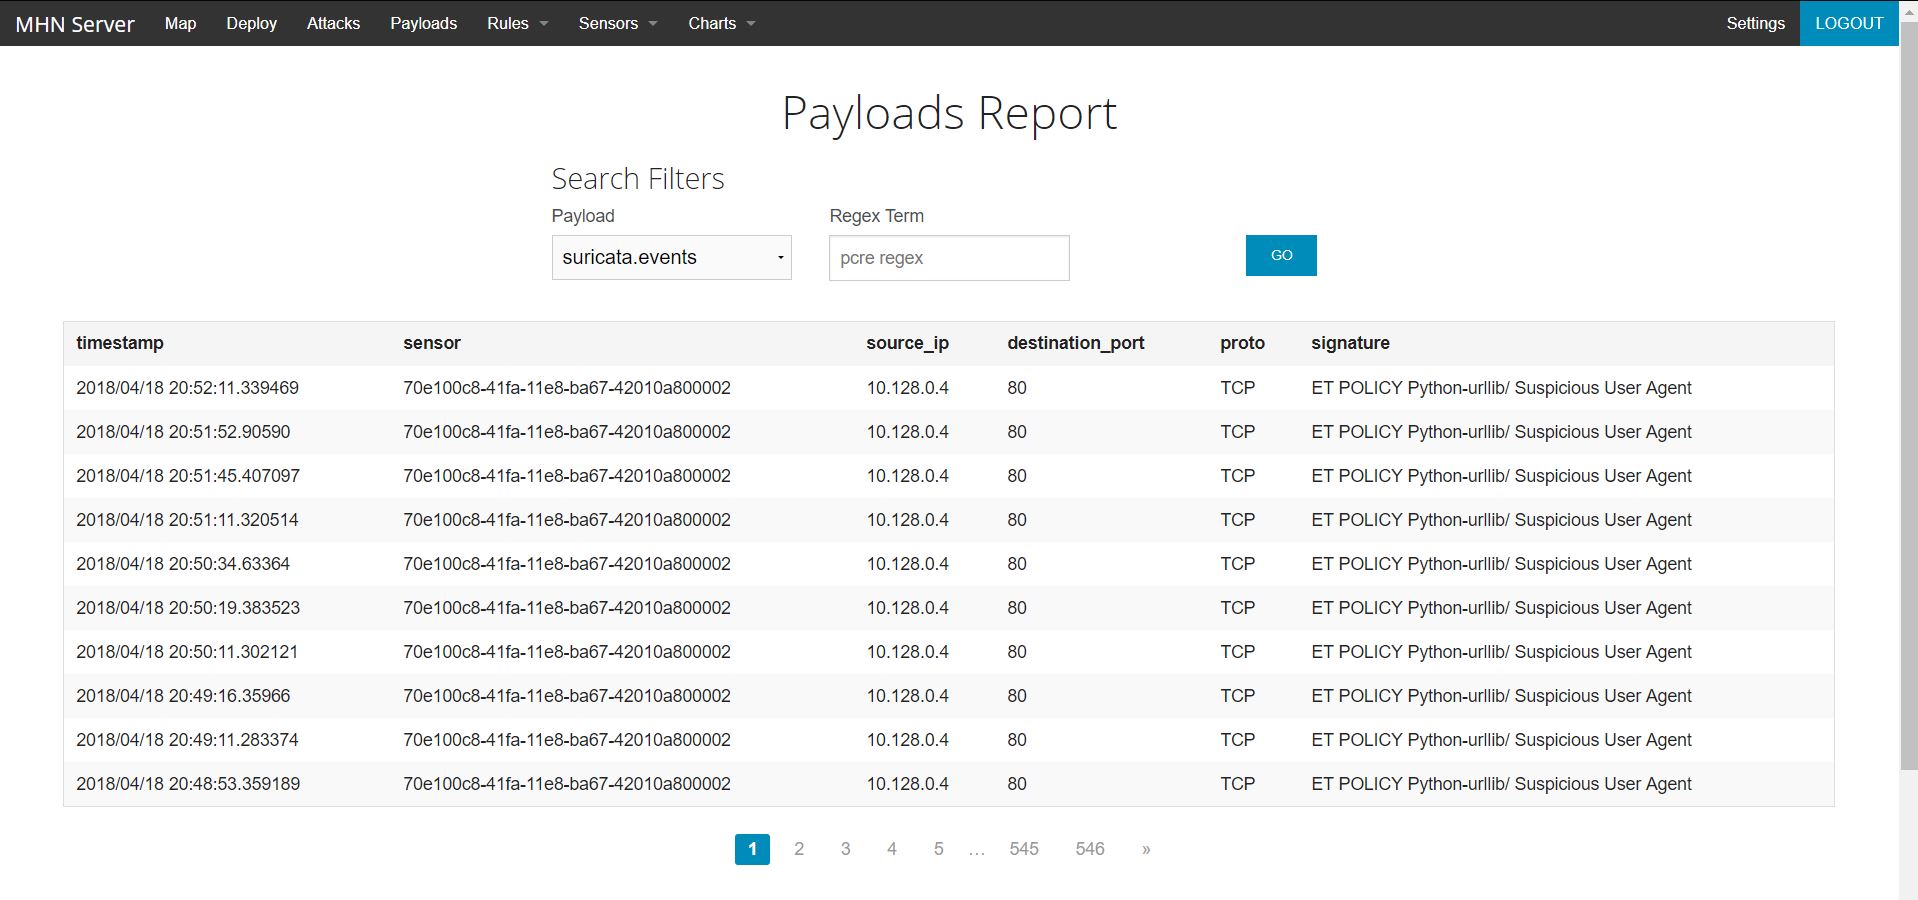 MHN Server Map Deploy Attacks Payloads Rules Sensors Charts Settings LOGOUT
Payloads Report
Search Filters
Payload Regex Term
suricata.events pcre regex GO
timestamp sensor source_ip destination_port proto signature
2018/04/18 20:52:11.339469 70e100c8-41fa-11e8-ba67-42010a800002 10.128.0.4 80 TCP ET POLICY Python-urllib/ Suspicious User Agent
2018/04/18 20:51:52.90590 70e100c8-41fa-11e8-ba67-42010a800002 10.128.0.4 80 TCP ET POLICY Python-urllib/ Suspicious User Agent
2018/04/18 20:51:45.407097 70e100c8-41fa-11e8-ba67-42010a800002 10.128.0.4 80 TCP ET POLICY Python-urllib/ Suspicious User Agent
2018/04/18 20:51:11.320514 70e100c8-41fa-11e8-ba67-42010a800002 10.128.0.4 80 TCP ET POLICY Python-urllib/ Suspicious User Agent
2018/04/18 20:50:34.63364 70e100c8-41fa-11e8-ba67-42010a800002 10.128.0.4 80 TCP ET POLICY Python-urllib/ Suspicious User Agent
2018/04/18 20:50:19.383523 70e100c8-41fa-11e8-ba67-42010a800002 10.128.0.4 80 TCP ET POLICY Python-urllib/ Suspicious User Agent
2018/04/18 20:50:11.302121 70e100c8-41fa-11e8-ba67-42010a800002 10.128.0.4 80 TCP ET POLICY Python-urllib/ Suspicious User Agent
2018/04/18 20:49:16.35966 70e100c8-41fa-11e8-ba67-42010a800002 10.128.0.4 80 TCP ET POLICY Python-urllib/ Suspicious User Agent
2018/04/18 20:49:11.283374 70e100c8-41fa-11e8-ba67-42010a800002 10.128.0.4 80 TCP ET POLICY Python-urllib/ Suspicious User Agent
2018/04/18 20:48:53.359189 70e100c8-41fa-11e8-ba67-42010a800002 10.128.0.4 80 TCP ET POLICY Python-urllib/ Suspicious User Agent
1 2 3 4 5 … 545 546 »